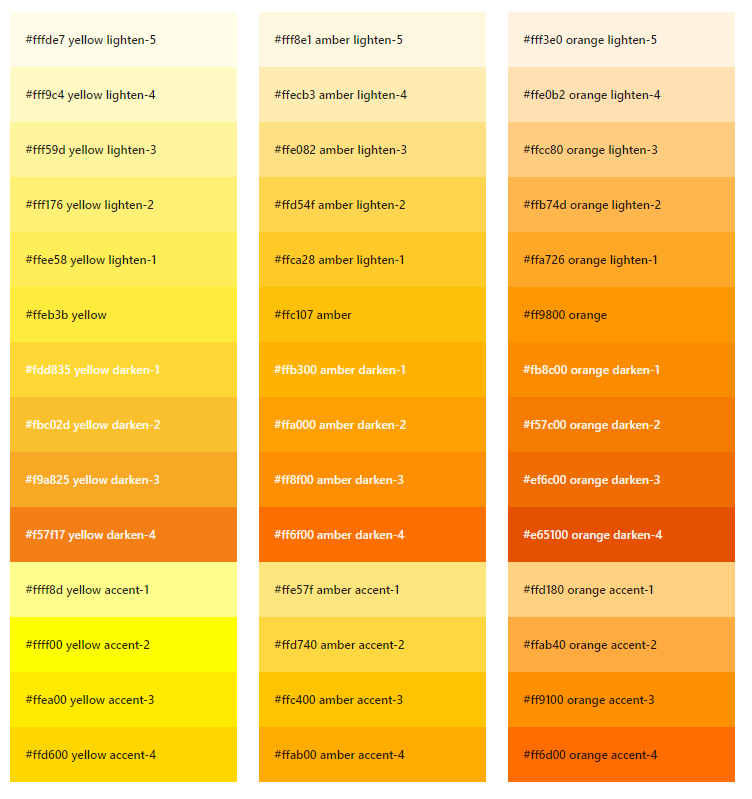 #fffde7 yellow lighten-5
#fff9c4 yellow lighten-4
#fff59d yellow lighten-3
#fff176 yellow lighten-2
#ffee58 yellow lighten-1
#ffeb3b yellow
#fdd835 yellow darken-1
#fbc02d yellow darken-2
#f9a825 yellow darken-3
#f57f17 yellow darken-4
#ffff8d yellow accent-1
#ffff00 yellow accent-2
#ffea00 yellow accent-3
#ffd600 yellow accent-4
#fff8e1 amber lighten-5
#ffecb3 amber lighten-4
#ffe082 amber lighten-3
#ffd54f amber lighten-2
#ffca28 amber lighten-1
#ffc107 amber
#ffb300 amber darken-1
#ffa000 amber darken-2
#ff8f00 amber darken-3
#ff6f00 amber darken-4
#ffe57f amber accent-1
#ffd740 amber accent-2
#ffc400 amber accent-3
#ffab00 amber accent-4
#fff3e0 orange lighten-5
#ffe0b2 orange lighten-4
#ffcc80 orange lighten-3
#ffb74d orange lighten-2
#ffa726 orange lighten-1
#ff9800 orange
#fb8c00 orange darken-1
#f57c00 orange darken-2
#ef6c00 orange darken-3
#e65100 orange darken-4
#ffd180 orange accent-1
#ffab40 orange accent-2
#ff9100 orange accent-3
#ff6d00 orange accent-4